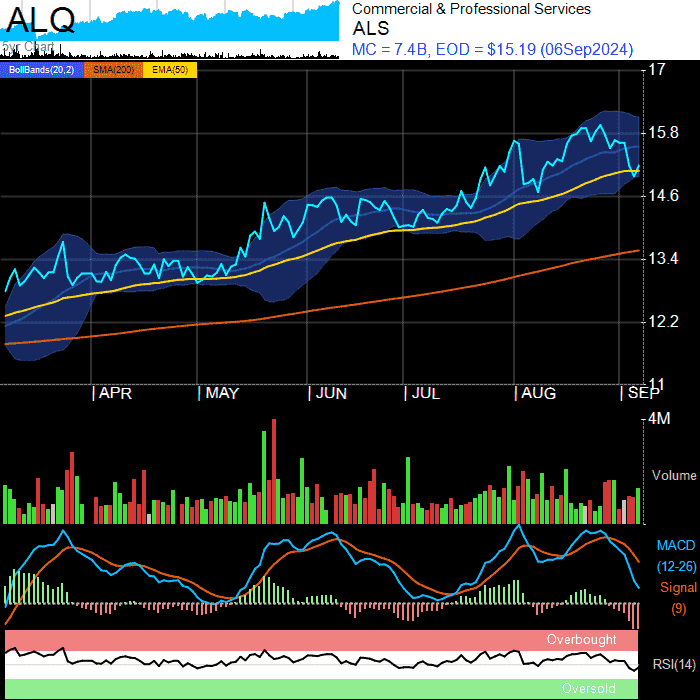 ALQ
5yr Chart
Commercial & Professional Services
ALS
MC = 7.4B, EOD = $15.19 (06Sep2024)
BollBands(20,2) SMA(200) EMA(50)
17
15.8
14.6
13.4
12.2
11
APR MAY JUN JUL AUG SEP
4M
Volume
MACD
(12-26)
Signal
(9)
Overbought
RSI(14)
Oversold